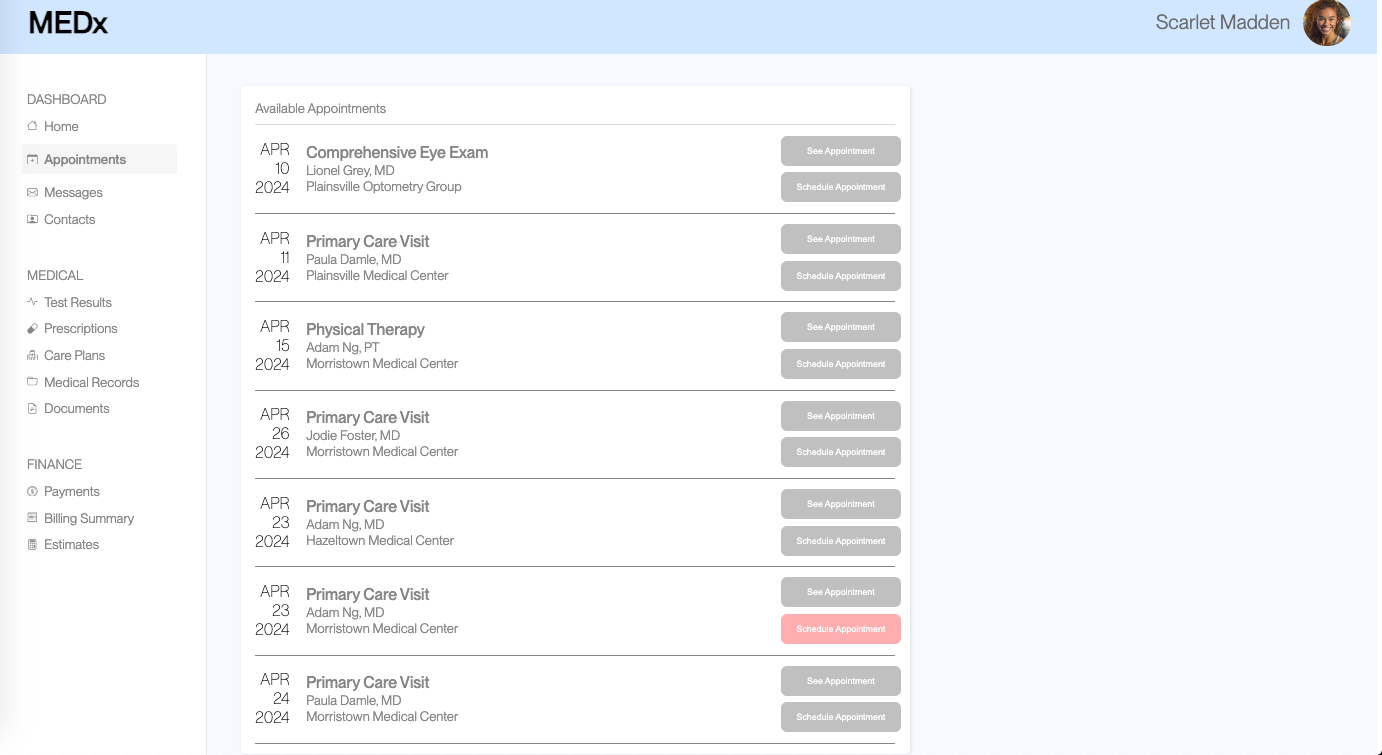 MEDx
Scarlet Madden
DASHBOARD
Home
Appointments
Messages
Contacts
MEDICAL
Test Results
Prescriptions
Care Plans
Medical Records
Documents
FINANCE
Payments
Billing Summary
Estimates
Available Appointments
APR
10
2024
Comprehensive Eye Exam
Lionel Grey, MD
Plainsville Optometry Group
See Appointment
Schedule Appointment
APR
11
2024
Primary Care Visit
Paula Damle, MD
Plainsville Medical Center
See Appointment
Schedule Appointment
APR
15
2024
Physical Therapy
Adam Ng, PT
Morristown Medical Center
See Appointment
Schedule Appointment
APR
26
2024
Primary Care Visit
Jodie Foster, MD
Morristown Medical Center
See Appointment
Schedule Appointment
APR
23
2024
Primary Care Visit
Adam Ng, MD
Hazeltown Medical Center
See Appointment
Schedule Appointment
APR
23
2024
Primary Care Visit
Adam Ng, MD
Morristown Medical Center
See Appointment
Schedule Appointment
APR
24
2024
Primary Care Visit
Paula Damle, MD
Morristown Medical Center
See Appointment
Schedule Appointment